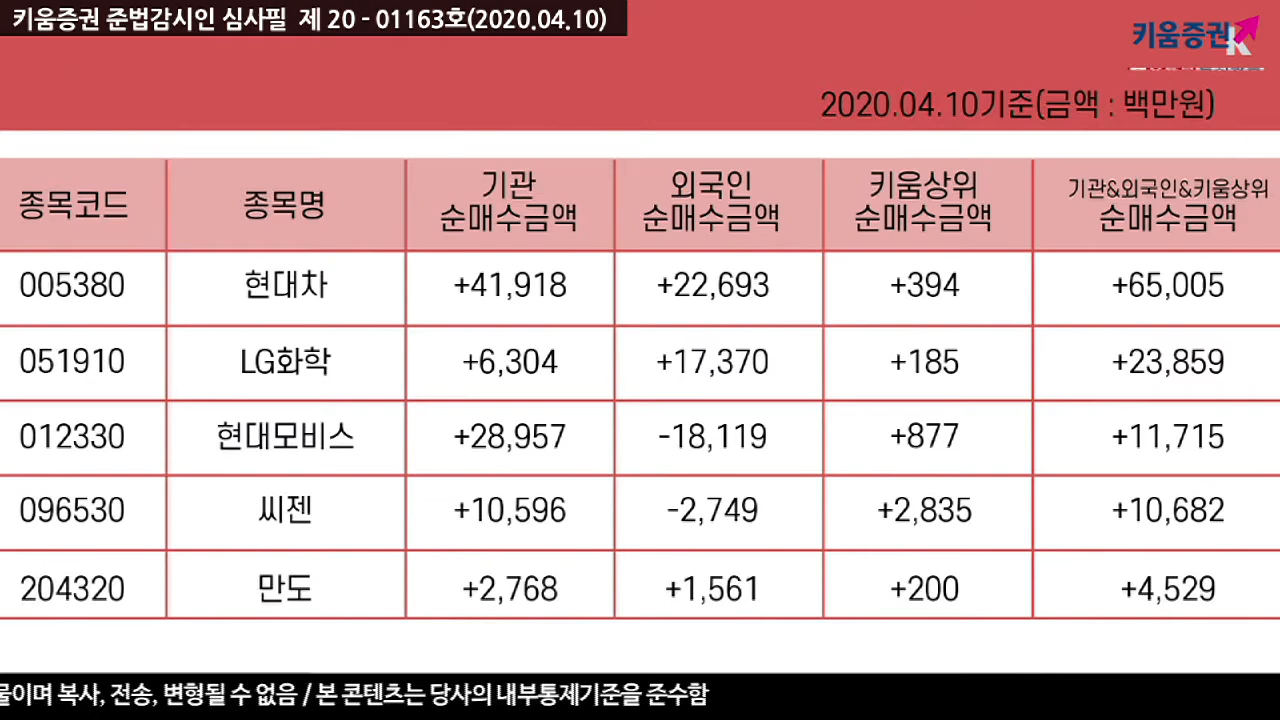 키움증권 준법감시인 심사필 제 20 - 01163호(2020.04.10)
키움증권
2020.04.10기준(금액 : 백만원)
종목코드 종목명 기관 순매수금액 외국인 순매수금액 키움상위 순매수금액 기관&외국인&키움상위 순매수금액
005380 현대차 +41,918 +22,693 +394 +65,005
051910 LG화학 +6,304 +17,370 +185 +23,859
012330 현대모비스 +28,957 -18,119 +877 +11,715
096530 씨젠 +10,596 -2,749 +2,835 +10,682
204320 만도 +2,768 +1,561 +200 +4,529
물이며 복사, 전송, 변형될 수 없음 / 본 콘텐츠는 당사의 내부통제기준을 준수함